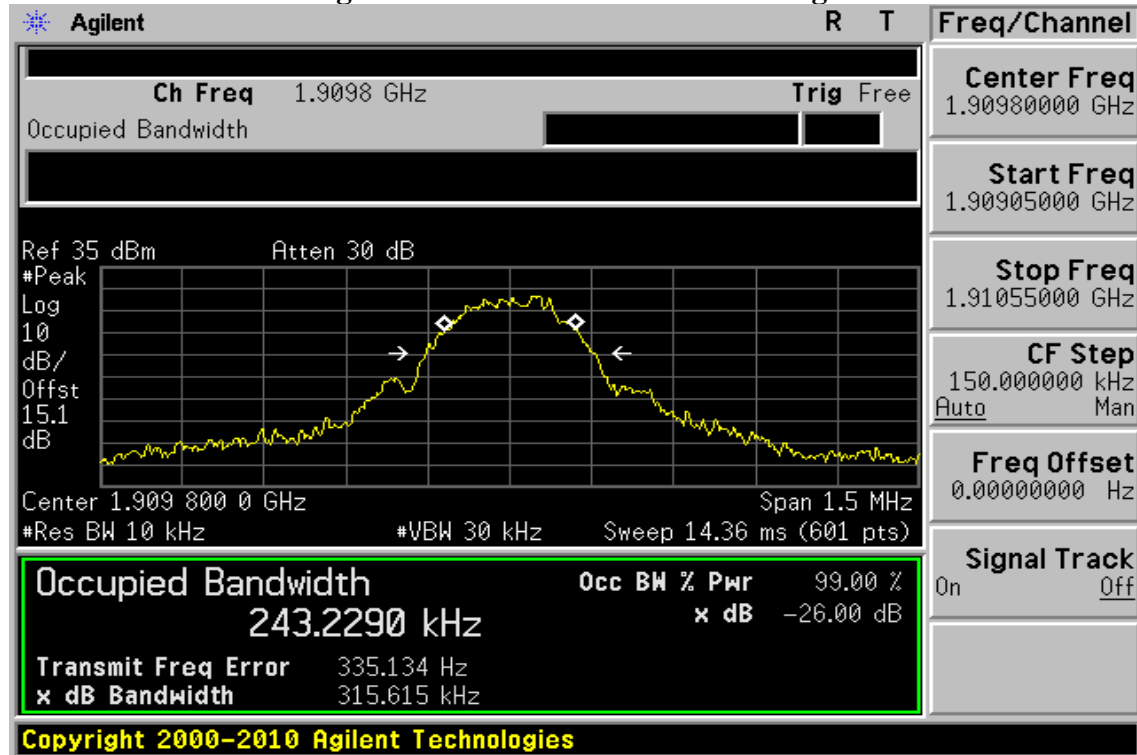 Agilent R T Freq/Channel
Ch Freq 1.9098 GHz Trig Free
Occupied Bandwidth
Center Freq
1.90980000 GHz
Start Freq
1.90905000 GHz
Stop Freq
1.91055000 GHz
CF Step
150.000000 kHz
Auto Man
Freq Offset
0.00000000 Hz
Signal Track
On Off
Ref 35 dBm Atten 30 dB
#Peak
Log
10
dB/
Offst
15.1
dB
Center 1.909 800 0 GHz Span 1.5 MHz
#Res BW 10 kHz #VBW 30 kHz Sweep 14.36 ms (601 pts)
Occupied Bandwidth Occ BW % Pwr 99.00 %
243.2290 kHz x dB -26.00 dB
Transmit Freq Error 335.134 Hz
x dB Bandwidth 315.615 kHz
Copyright 2000-2010 Agilent Technologies